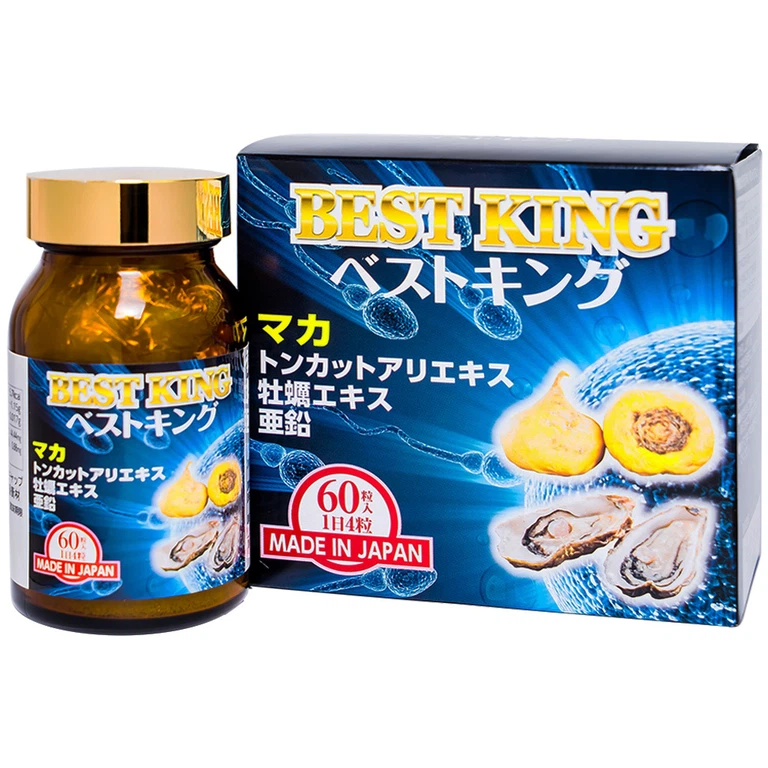 BEST KING
ベストキング
マカ
トンカットアリエキス
牡蠣エキス
亜鉛
60粒入
1日4粒
MADE IN JAPAN
BEST KING
ベストキング
マカ
トンカットアリエキス
牡蠣エキス
亜鉛
60粒入
1日4粒
MADE IN JAPAN